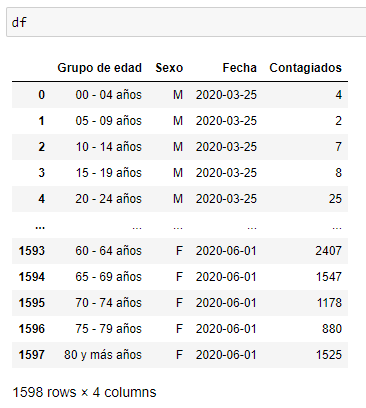 df
Grupo de edad Sexo Fecha Contagiados
0 00 - 04 años M 2020-03-25 4
1 05 - 09 años M 2020-03-25 2
2 10 - 14 años M 2020-03-25 7
3 15 - 19 años M 2020-03-25 8
4 20 - 24 años M 2020-03-25 25
... ... ... ... ...
1593 60 - 64 años F 2020-06-01 2407
1594 65 - 69 años F 2020-06-01 1547
1595 70 - 74 años F 2020-06-01 1178
1596 75 - 79 años F 2020-06-01 880
1597 80 y más años F 2020-06-01 1525
1598 rows × 4 columns